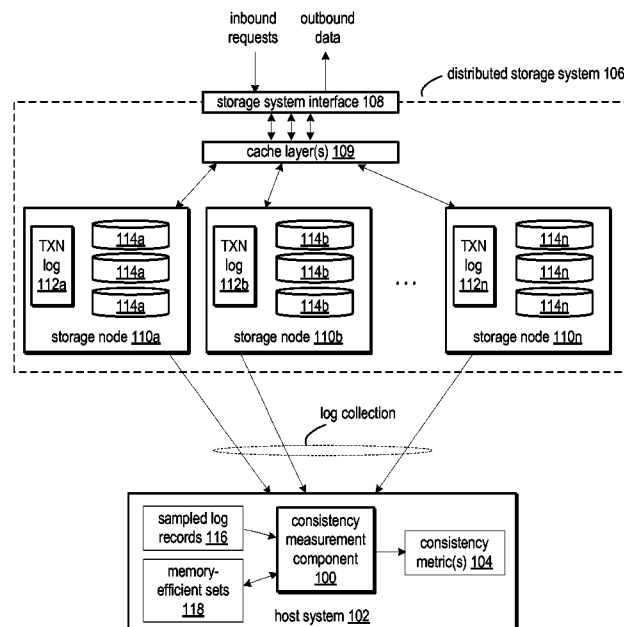 inbound
requests
outbound
data
distributed storage system 106
storage system interface 108
cache layer(s) 109
TXN
log
112a
114a
114a
114a
storage node 110a
TXN
log
112b
114b
114b
114b
storage node 110b
...
TXN
log
112n
114n
114n
114n
storage node 110n
log collection
sampled log
records 116
memory-
efficient sets
118
consistency
measurement
component
100
consistency
metric(s) 104
host system 102